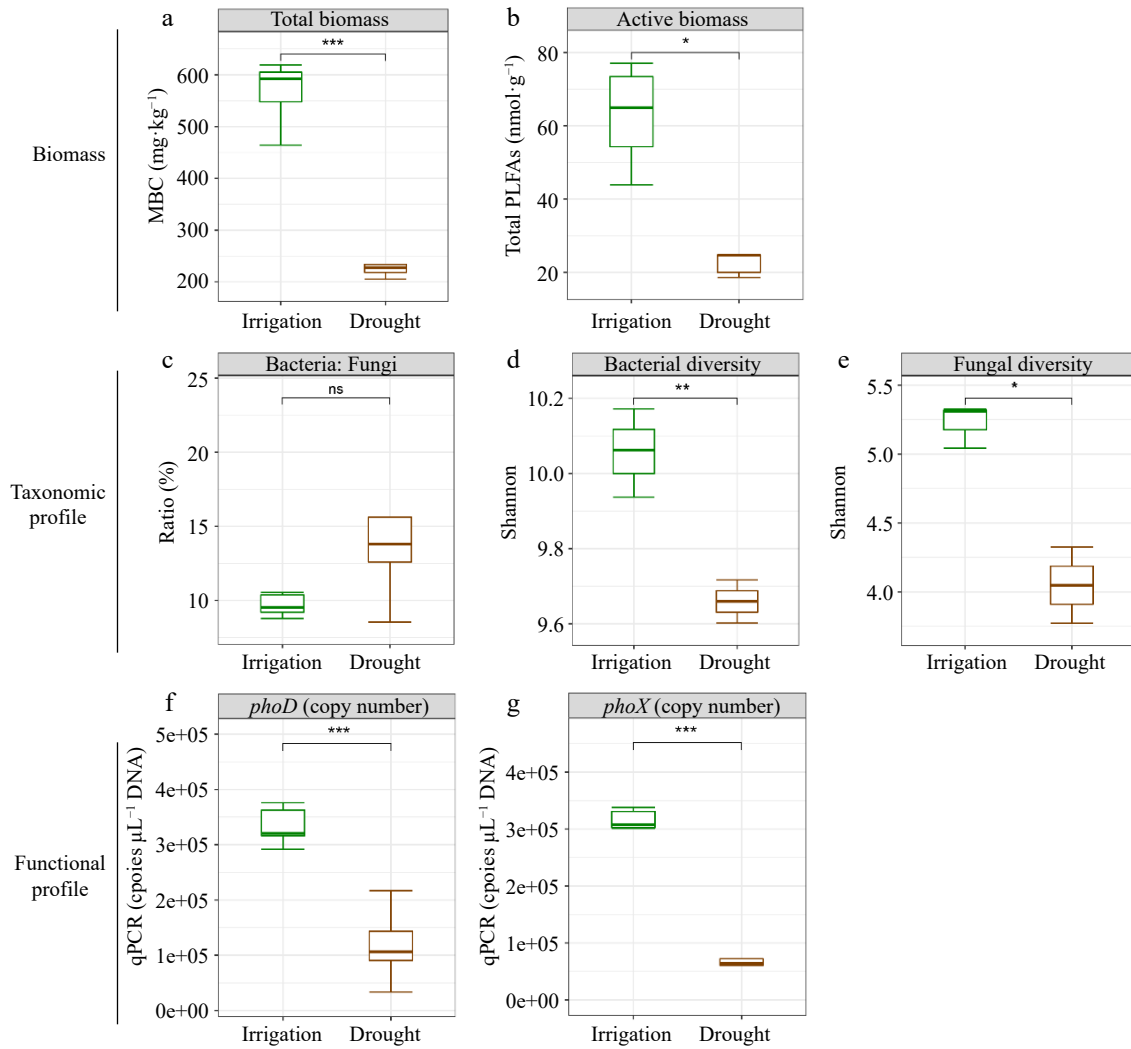 a
Total biomass
***
MBC (mg·kg⁻¹)
600
500
400
300
200
Irrigation
Drought
b
Active biomass
*
Total PLFAs (nmol·g⁻¹)
80
60
40
20
Irrigation
Drought
Biomass
c
Bacteria: Fungi
ns
Ratio (%)
25
20
15
10
Irrigation
Drought
d
Bacterial diversity
**
Shannon
10.2
10.0
9.8
9.6
Irrigation
Drought
e
Fungal diversity
*
Shannon
5.5
5.0
4.5
4.0
Irrigation
Drought
Taxonomic
profile
f
phoD (copy number)
***
qPCR (cpoies μL⁻¹ DNA)
5e+05
4e+05
3e+05
2e+05
1e+05
0e+00
Irrigation
Drought
g
phoX (copy number)
***
qPCR (cpoies μL⁻¹ DNA)
4e+05
3e+05
2e+05
1e+05
0e+00
Irrigation
Drought
Functional
profile